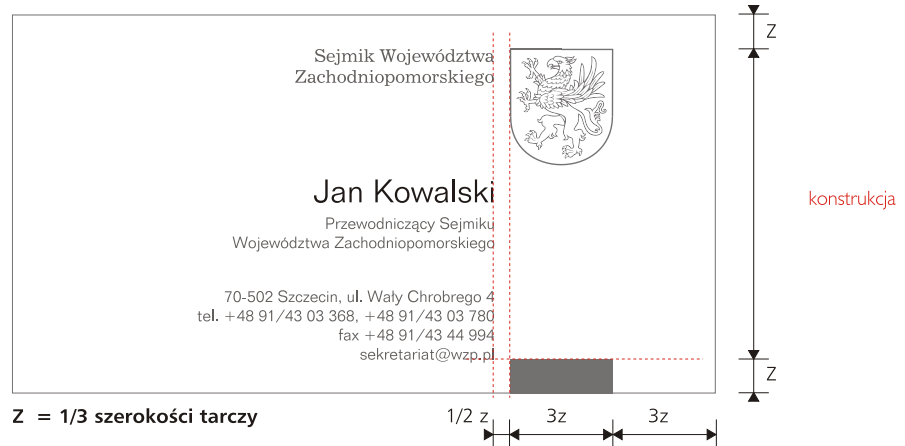 Sejmik Województwa
Zachodniopomorskiego
Jan Kowalski
Przewodniczący Sejmiku
Województwa Zachodniopomorskiego
70-502 Szczecin, ul. Wały Chrobrego 4
tel. +48 91/43 03 368, +48 91/43 03 780
fax +48 91/43 44 994
sekretariat@wzp.pl
Z
konstrukcja
Z
Z = 1/3 szerokości tarczy
1/2 z 3z 3z